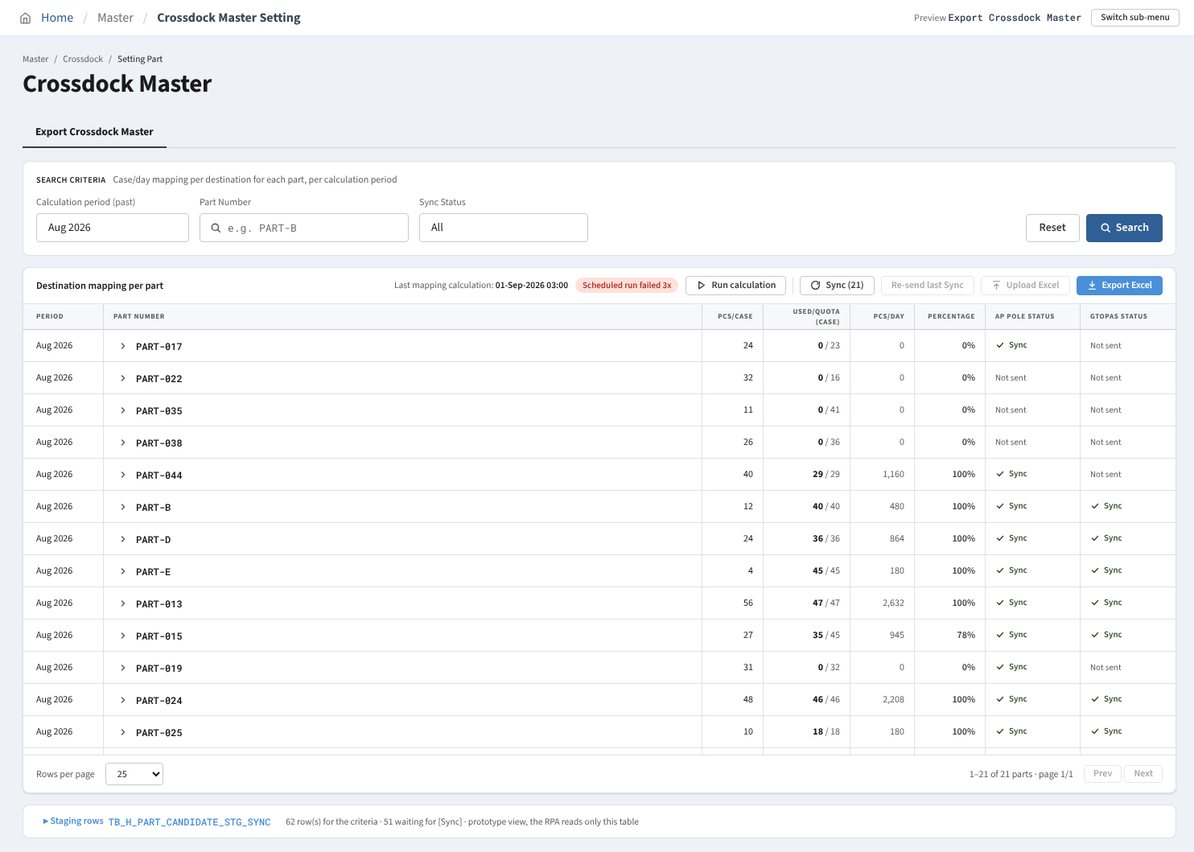 Home / Master / Crossdock Master Setting Preview Export Crossdock Master Switch sub-menu
Master / Crossdock / Setting Part
Crossdock Master
Export Crossdock Master
SEARCH CRITERIA Case/day mapping per destination for each part, per calculation period
Calculation period (past) Part Number Sync Status
Aug 2026 e.g. PART-B All Reset Search
Destination mapping per part Last mapping calculation: 01-Sep-2026 03:00 Scheduled run failed 3x Run calculation Sync (21) Re-send last Sync Upload Excel Export Excel
PERIOD PART NUMBER PCS/CASE USED/QUOTA (CASE) PCS/DAY PERCENTAGE AP POLE STATUS GTOPAS STATUS
Aug 2026 PART-017 24 0 / 23 0 0% Sync Not sent
Aug 2026 PART-022 32 0 / 16 0 0% Not sent Not sent
Aug 2026 PART-035 11 0 / 41 0 0% Not sent Not sent
Aug 2026 PART-038 26 0 / 36 0 0% Not sent Not sent
Aug 2026 PART-044 40 29 / 29 1,160 100% Sync Not sent
Aug 2026 PART-B 12 40 / 40 480 100% Sync Sync
Aug 2026 PART-D 24 36 / 36 864 100% Sync Sync
Aug 2026 PART-E 4 45 / 45 180 100% Sync Sync
Aug 2026 PART-013 56 47 / 47 2,632 100% Sync Sync
Aug 2026 PART-015 27 35 / 45 945 78% Sync Sync
Aug 2026 PART-019 31 0 / 32 0 0% Sync Not sent
Aug 2026 PART-024 48 46 / 46 2,208 100% Sync Sync
Aug 2026 PART-025 10 18 / 18 180 100% Sync Sync
Rows per page 25 1–21 of 21 parts · page 1/1 Prev Next
▸ Staging rows TB_H_PART_CANDIDATE_STG_SYNC 62 row(s) for the criteria · 51 waiting for [Sync] · prototype view, the RPA reads only this table